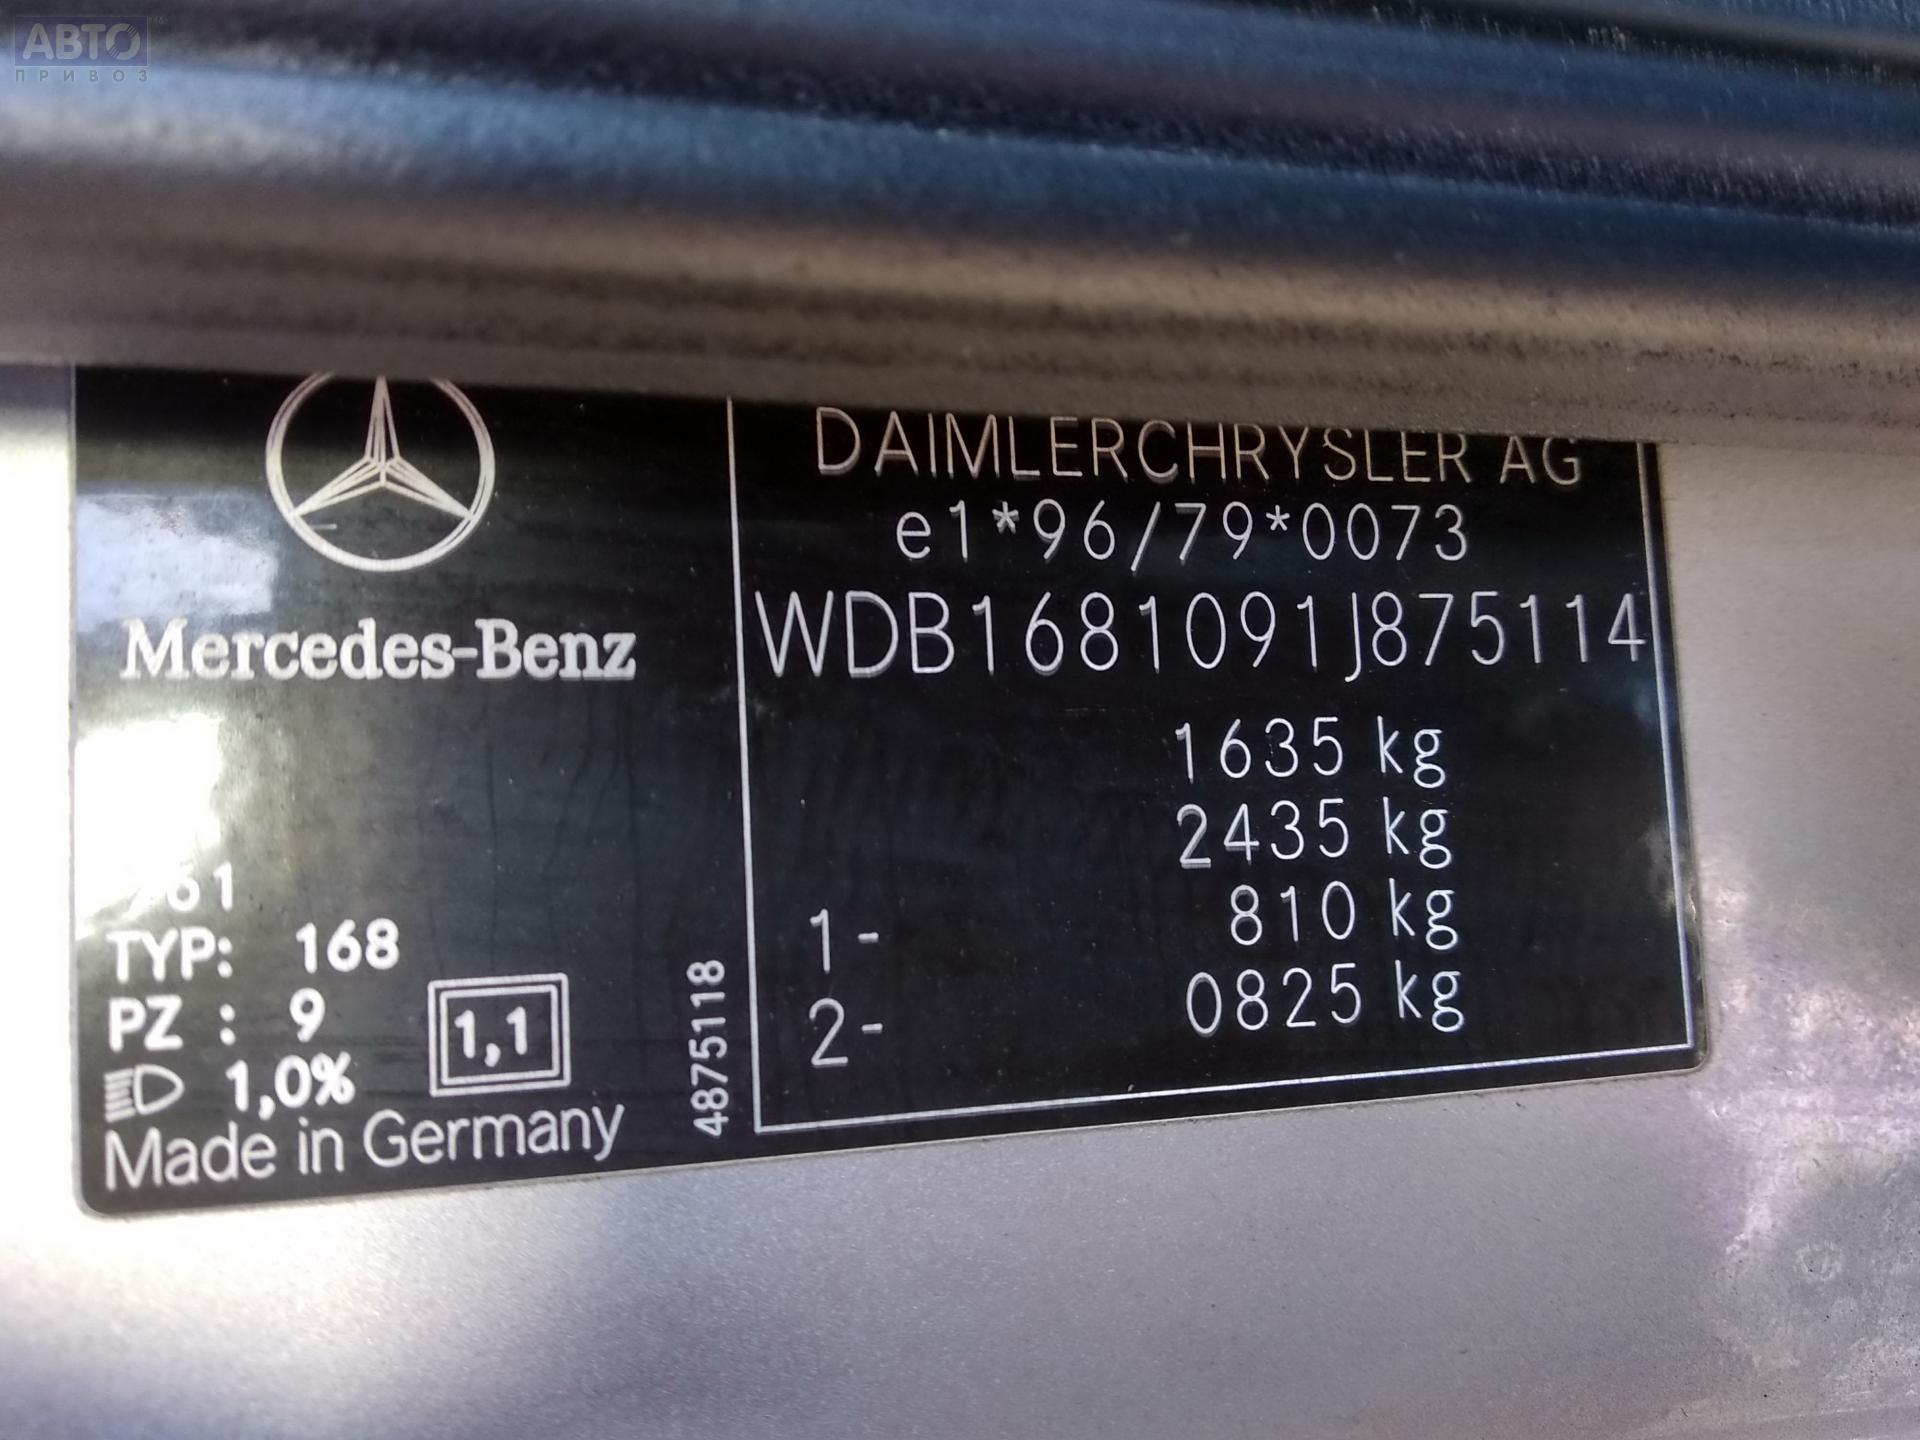 АВТО
ПРИВОЗ
DAIMLERCHRYSLER AG
e1*96/79*0073
WDB1681091J875114
1635 kg
2435 kg
1- 810 kg
2- 0825 kg
Mercedes-Benz
TYP: 168
PZ : 9
1,0%
1,1
Made in Germany
4875118